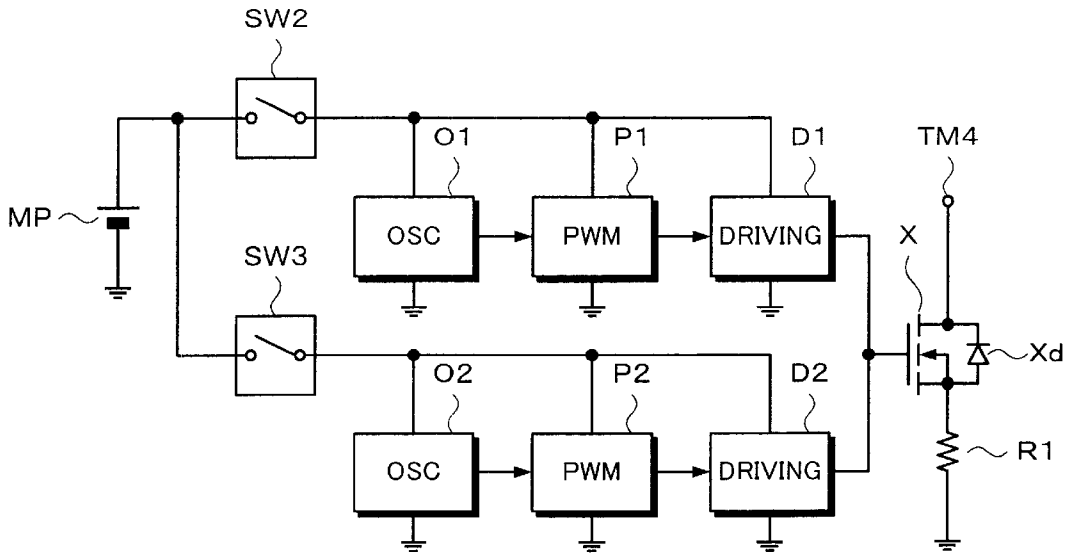 SW2
O1
P1
D1
TM4
MP
OSC
PWM
DRIVING
X
SW3
Xd
O2
P2
D2
R1
OSC
PWM
DRIVING